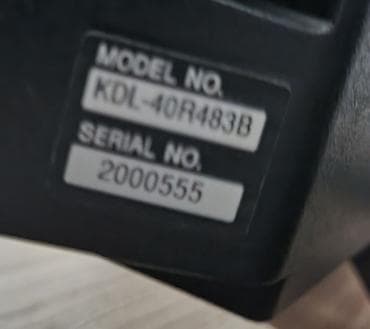 MODEL NO.
KDL-40R483B
SERIAL NO.
2000555